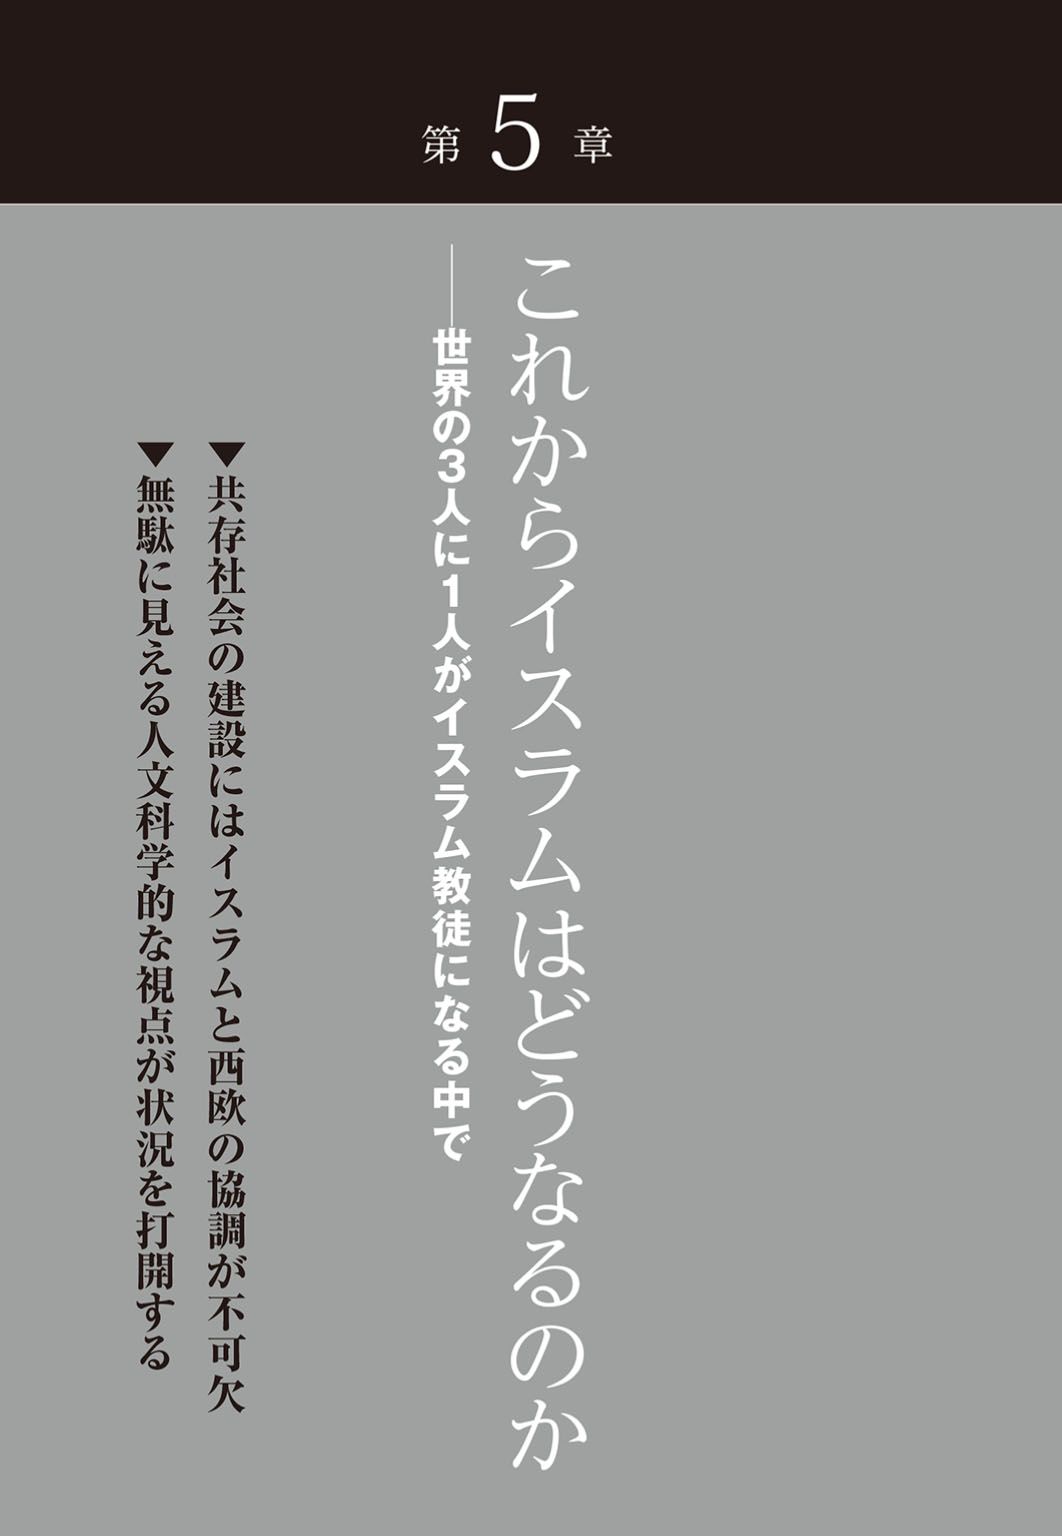 第5章
これからイスラムはどうなるのか
――世界の3人に1人がイスラム教徒になる中で
▼共存社会の建設にはイスラムと西欧の協調が不可欠
▼無駄に見える人文科学的な視点が状況を打開する